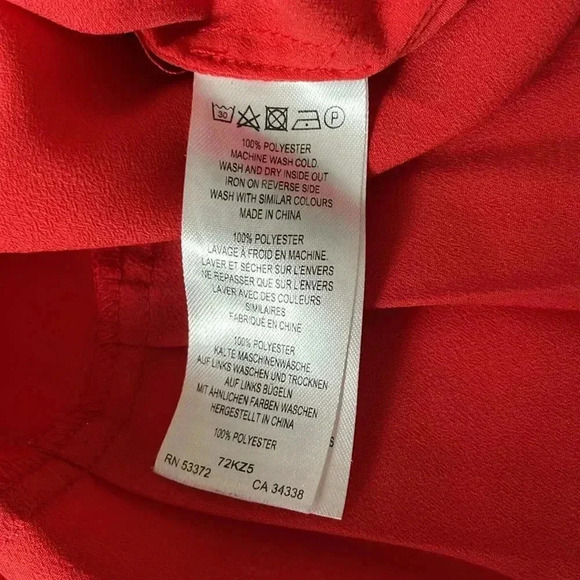 30 P
100% POLYESTER
MACHINE WASH COLD.
WASH AND DRY INSIDE OUT
IRON ON REVERSE SIDE
WASH WITH SIMILAR COLOURS
MADE IN CHINA
100% POLYESTER
LAVAGE À FROID EN MACHINE.
LAVER ET SÉCHER SUR L'ENVERS
NE REPASSER QUE SUR L'ENVERS
LAVER AVEC DES COULEURS
SIMILAIRES
FABRIQUÉ EN CHINE
100% POLYESTER
KALTE MASCHINENWÄSCHE.
AUF LINKS WASCHEN UND TROCKNEN
AUF LINKS BÜGELN
MIT ÄHNLICHEN FARBEN WASCHEN
HERGESTELLT IN CHINA
100% POLYESTER
RN 53372 72KZ5 CA 34338